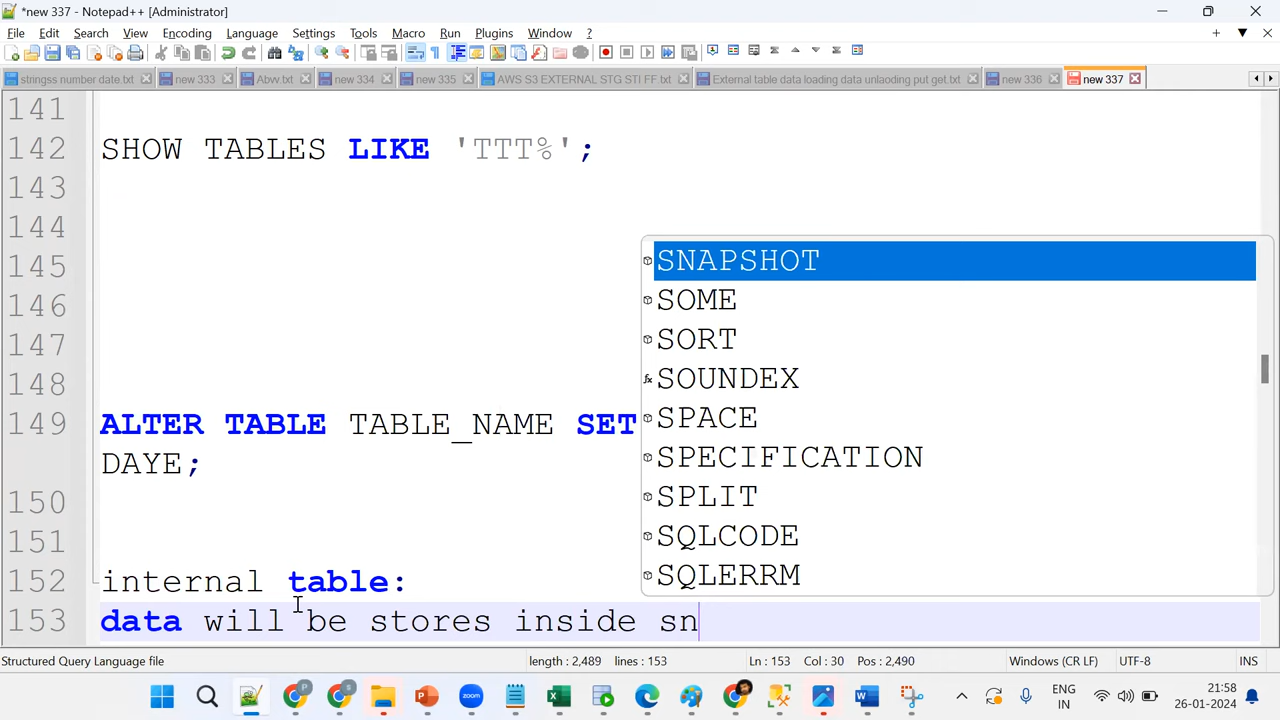 *new 337 - Notepad++ [Administrator]
File Edit Search View Encoding Language Settings Tools Macro Run Plugins Window ?
+ ▼ ×
stringss number date.txt new 333 Abvv.txt new 334 new 335 AWS S3 EXTERNAL STG STI FF.txt External table data loading data unlaoding put get.txt new 336 new 337
141
142 SHOW TABLES LIKE 'TTT%';
143
144
145
146
147
148
149 ALTER TABLE TABLE_NAME SET
DAYE;
150
151
152 internal table:
153 data will be stores inside sn
SNAPSHOT
SOME
SORT
SOUNDEX
SPACE
SPECIFICATION
SPLIT
SQLCODE
SQLERRM
Structured Query Language file length : 2,489 lines : 153 Ln : 153 Col : 30 Pos : 2,490 Windows (CR LF) UTF-8 INS
ENG IN 21:58 26-01-2024